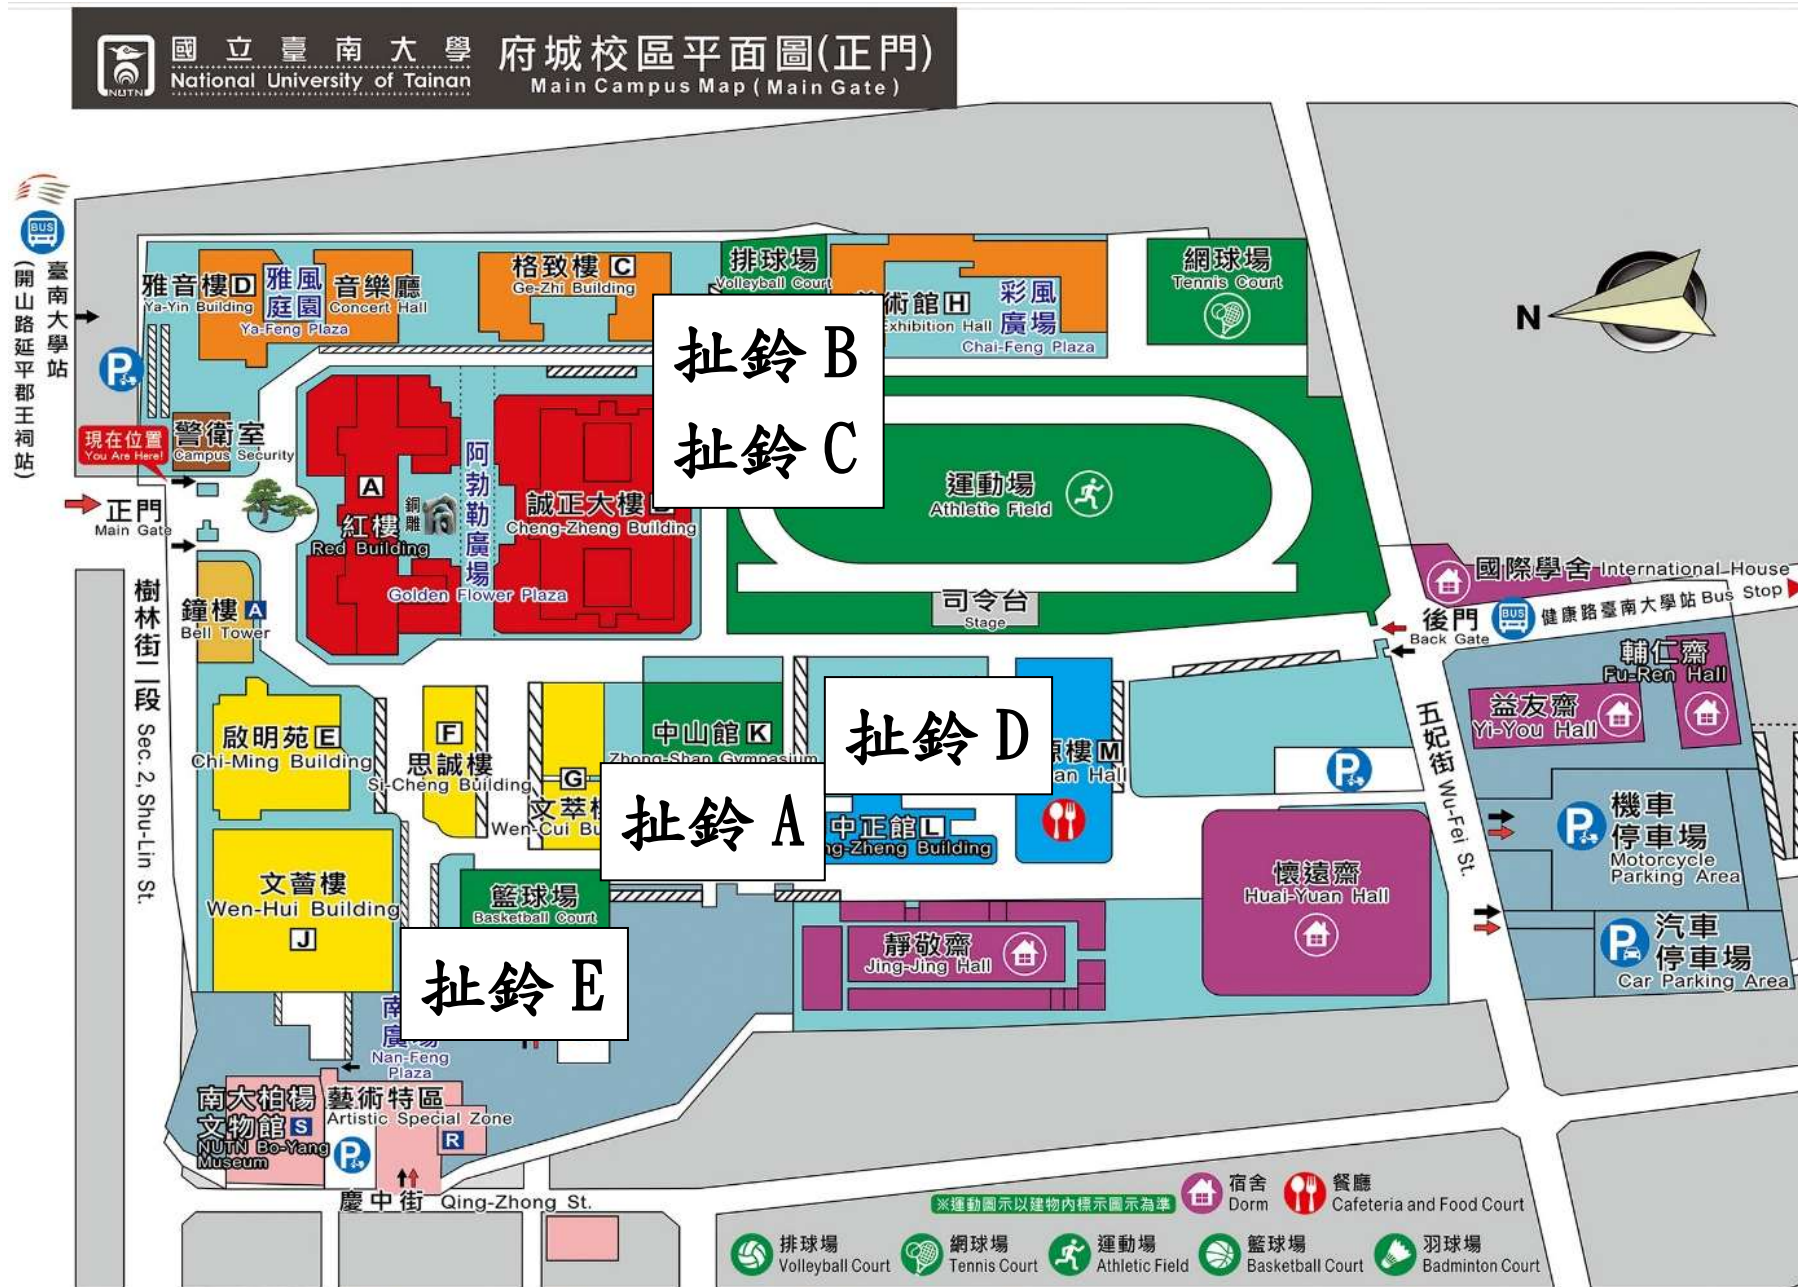 國立臺南大學 府城校區平面圖(正門)
National University of Tainan Main Campus Map (Main Gate)
NUTN
BUS
臺南大學站
(開山路延平郡王祠站)
雅音樓 D
Ya-Yin Building
雅風庭園
Ya-Feng Plaza
音樂廳
Concert Hall
格致樓 C
Ge-Zhi Building
排球場
Volleyball Court
術館 H
Exhibition Hall
彩風廣場
Chai-Feng Plaza
網球場
Tennis Court
N
P
扯鈴 B
扯鈴 C
現在位置
You Are Here!
警衛室
Campus Security
正門
Main Gate
A
紅樓
Red Building
銅雕
阿勃勒廣場
Golden Flower Plaza
誠正大樓
Cheng-Zheng Building
運動場
Athletic Field
司令台
Stage
國際學舍 International House
後門
Back Gate
BUS
健康路臺南大學站 Bus Stop
樹林街二段 Sec. 2, Shu-Lin St.
鐘樓 A
Bell Tower
啟明苑 E
Chi-Ming Building
F
思誠樓
Si-Cheng Building
G
文萃
Wen-Cui Bu
中山館 K
Zhong-Shan Gymnasium
扯鈴 D
樓 M
an Hall
扯鈴 A
中正館 L
ng-Zheng Building
P
五妃街 Wu-Fei St.
輔仁齋
Fu-Ren Hall
益友齋
Yi-You Hall
P
機車停車場
Motorcycle Parking Area
P
汽車停車場
Car Parking Area
文薈樓
Wen-Hui Building
J
籃球場
Basketball Court
扯鈴 E
懷遠齋
Huai-Yuan Hall
靜敬齋
Jing-Jing Hall
南
廣
Nan-Feng
Plaza
南大柏楊文物館 S
NUTN Bo-Yang Museum
藝術特區
Artistic Special Zone
R
P
慶中街 Qing-Zhong St.
※運動圖示以建物內標示圖示為準
宿舍
Dorm
餐廳
Cafeteria and Food Court
排球場
Volleyball Court
網球場
Tennis Court
運動場
Athletic Field
籃球場
Basketball Court
羽球場
Badminton Court